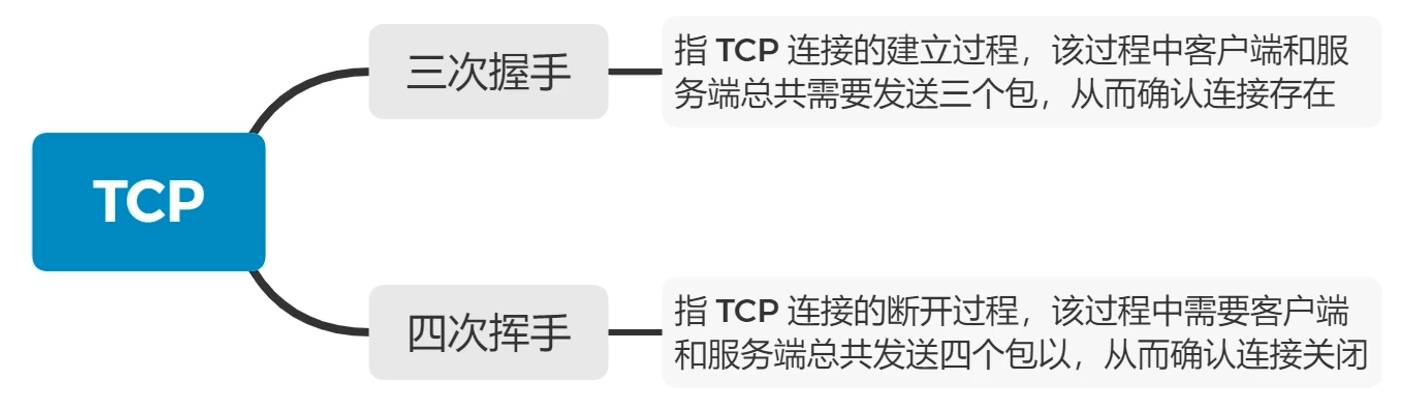 TCP
三次握手
指 TCP 连接的建立过程，该过程中客户端和服
务端总共需要发送三个包，从而确认连接存在
四次挥手
指 TCP 连接的断开过程，该过程中需要客户端
和服务端总共发送四个包以，从而确认连接关闭